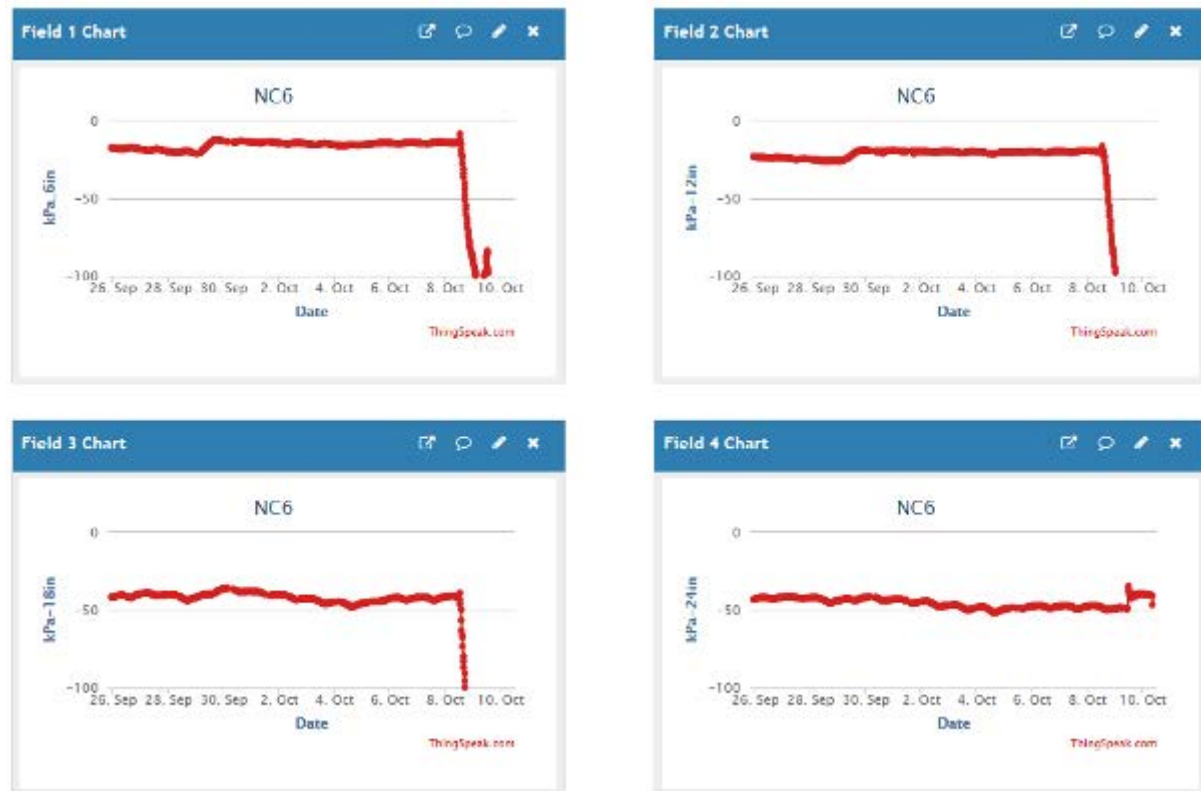 Field 1 Chart
NC6
0
-50
-100
kPa_6in
26. Sep 28. Sep 30. Sep 2. Oct 4. Oct 6. Oct 8. Oct 10. Oct
Date
ThingSpeak.com
Field 2 Chart
NC6
0
-50
-100
kPa-12in
26. Sep 28. Sep 30. Sep 2. Oct 4. Oct 6. Oct 8. Oct 10. Oct
Date
ThingSpeak.com
Field 3 Chart
NC6
0
-50
-100
kPa-18in
26. Sep 28. Sep 30. Sep 2. Oct 4. Oct 6. Oct 8. Oct 10. Oct
Date
ThingSpeak.com
Field 4 Chart
NC6
0
-50
-100
kPa-24in
26. Sep 28. Sep 30. Sep 2. Oct 4. Oct 6. Oct 8. Oct 10. Oct
Date
ThingSpeak.com